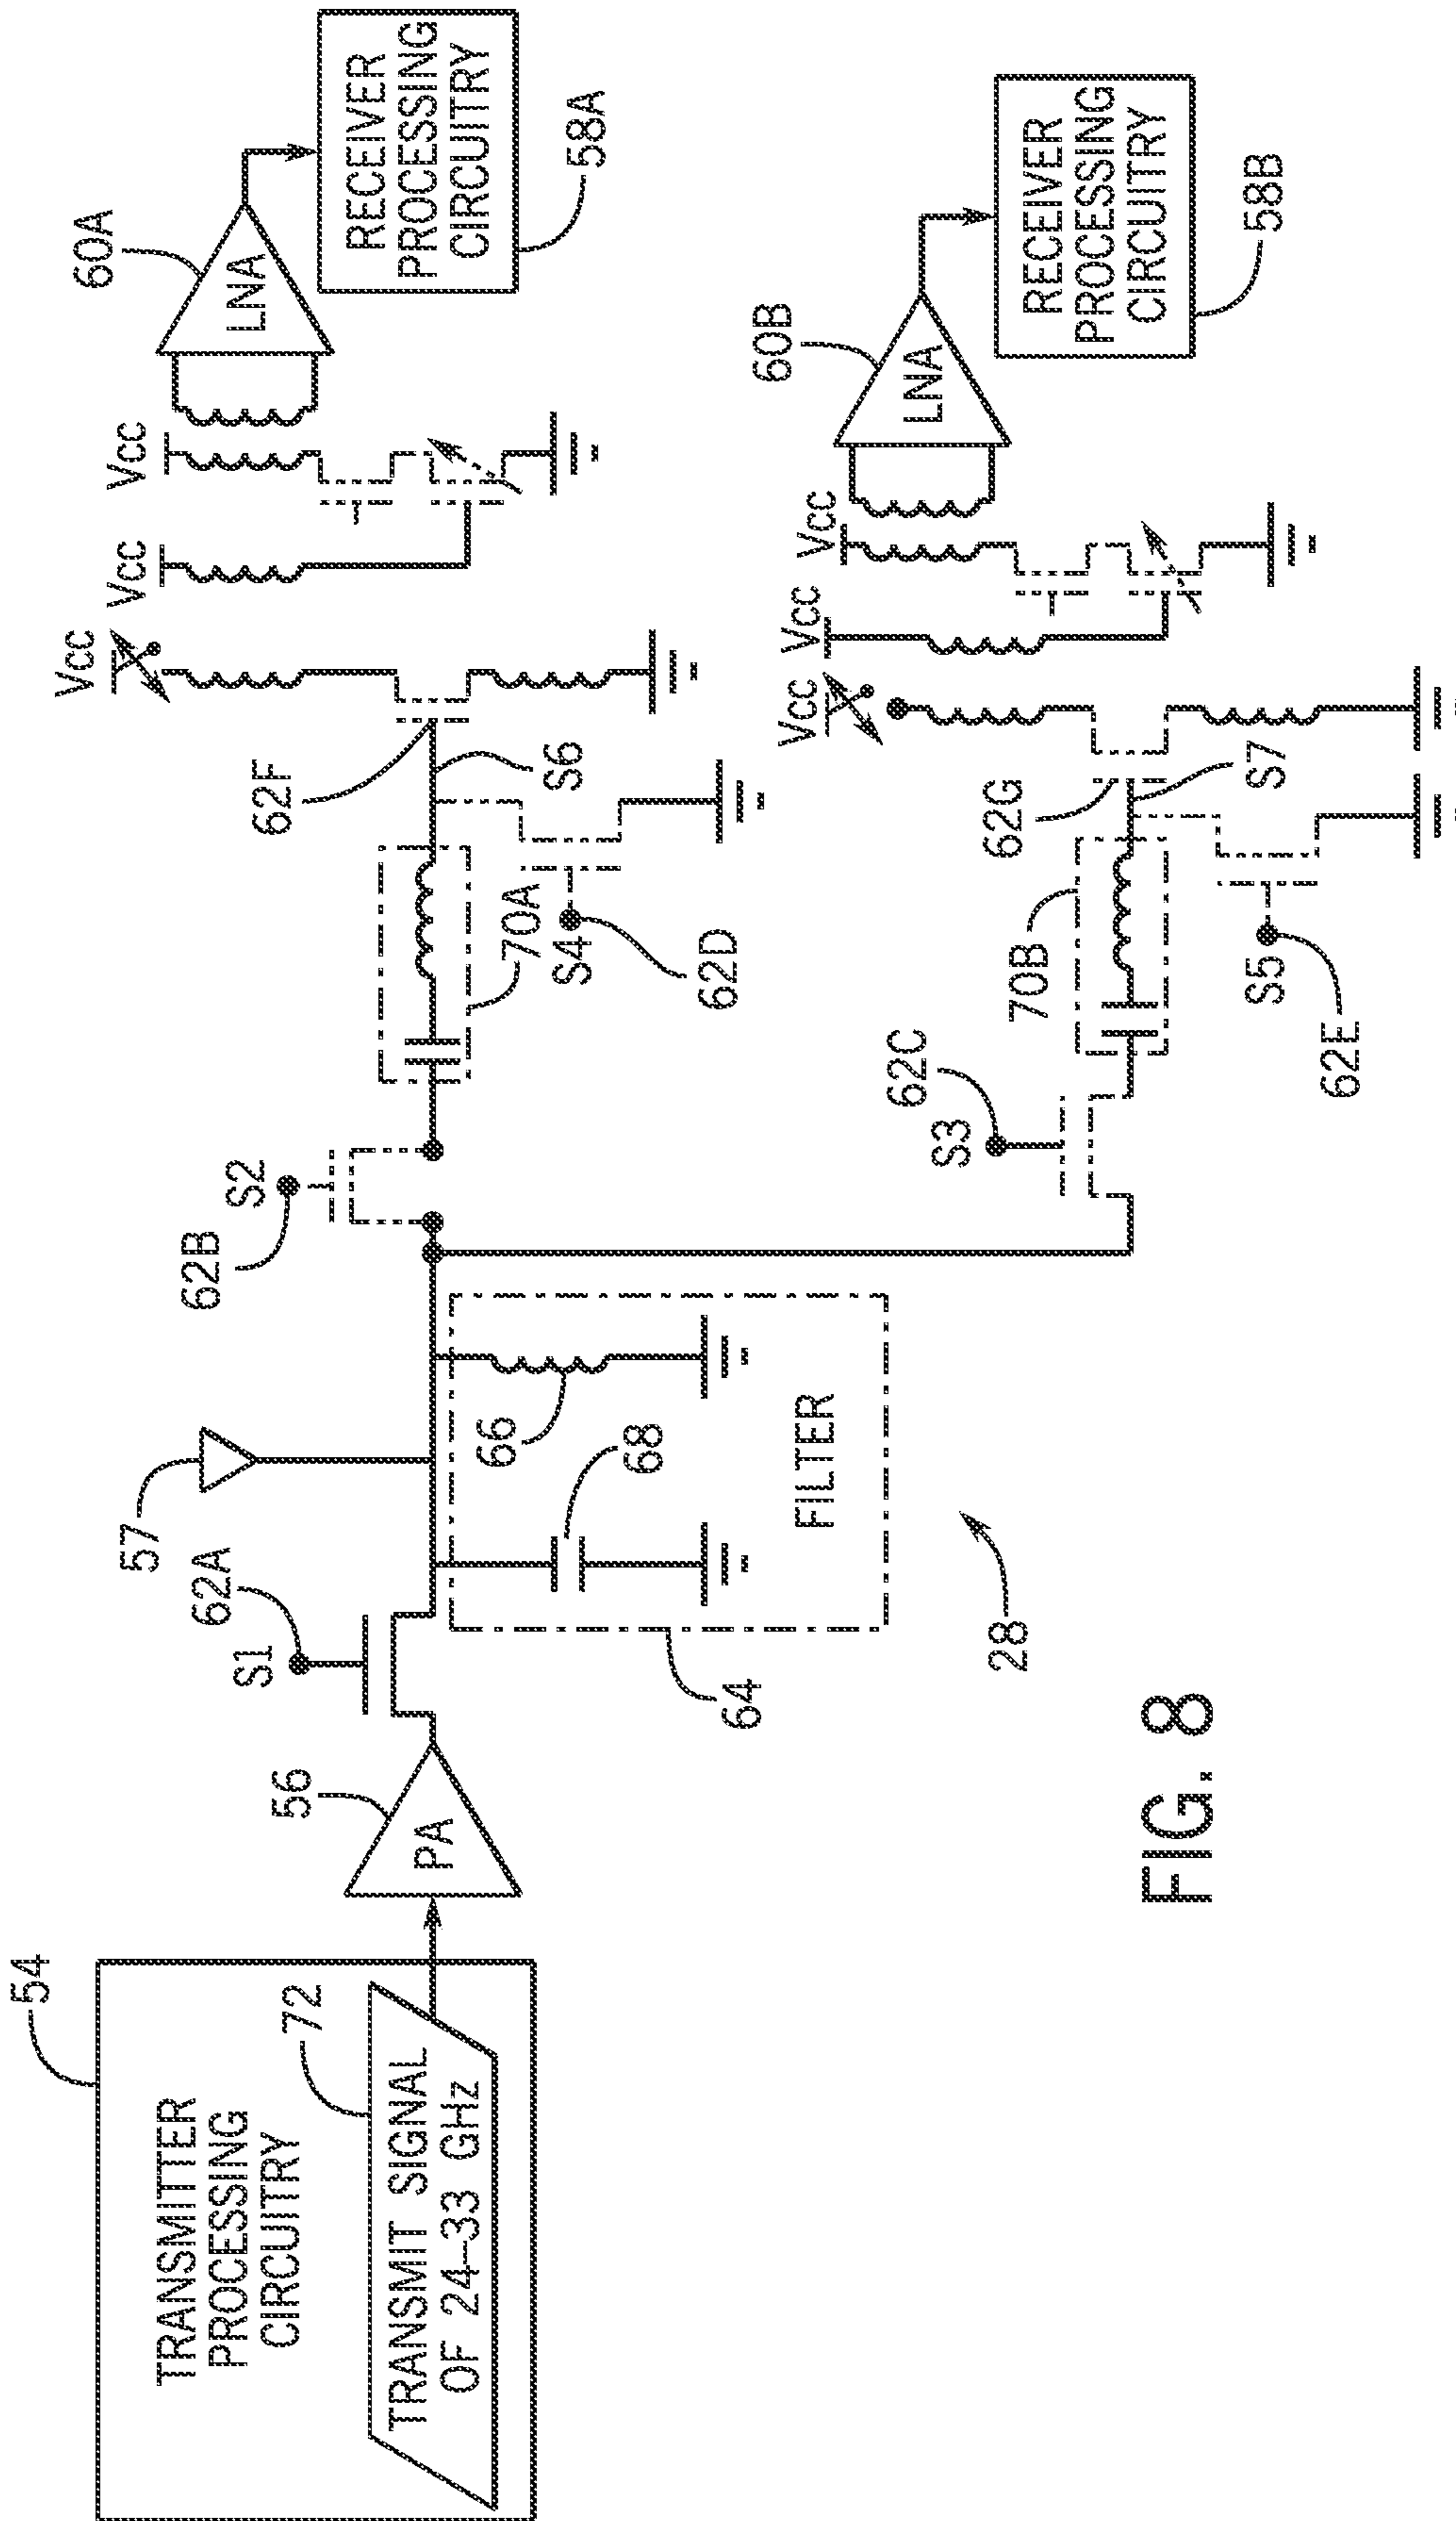 54
TRANSMITTER
PROCESSING
CIRCUITRY
72
TRANSMIT SIGNAL
OF 24–33 GHz
56
PA
S1
62A
57
64
68
66
FILTER
28
62B
S2
62C
S3
70A
S4
62D
62F
S6
Vcc
Vcc
Vcc
60A
LNA
RECEIVER
PROCESSING
CIRCUITRY
58A
70B
S5
62E
62G
S7
Vcc
Vcc
Vcc
60B
LNA
RECEIVER
PROCESSING
CIRCUITRY
58B
FIG. 8